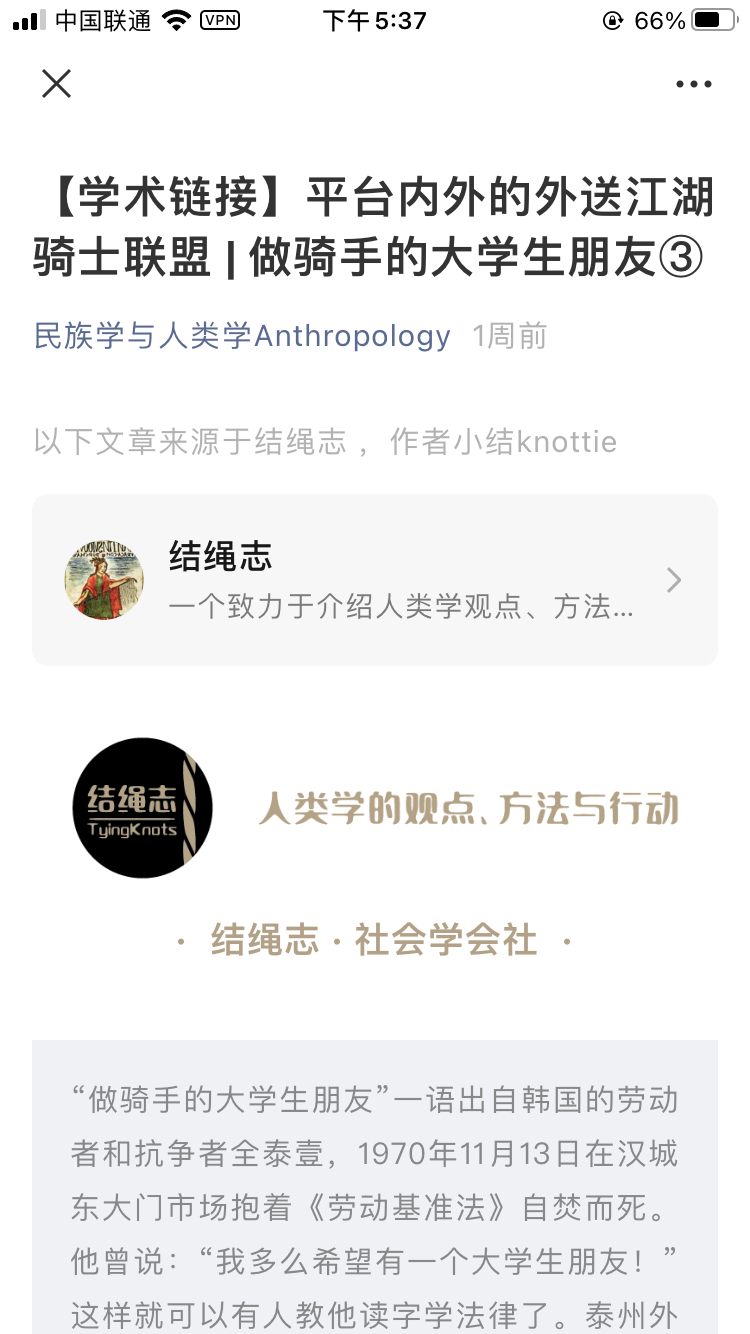 中国联通 VPN 下午5:37 66%
【学术链接】平台内外的外送江湖
骑士联盟 | 做骑手的大学生朋友③
民族学与人类学Anthropology 1周前
以下文章来源于结绳志 ，作者小结knottie
结绳志
一个致力于介绍人类学观点、方法...
结绳志
TyingKnots
人类学的观点、方法与行动
· 结绳志 · 社会学会社 ·
“做骑手的大学生朋友”一语出自韩国的劳动
者和抗争者全泰壹，1970年11月13日在汉城
东大门市场抱着《劳动基准法》自焚而死。
他曾说：“我多么希望有一个大学生朋友！”
这样就可以有人教他读字学法律了。泰州外